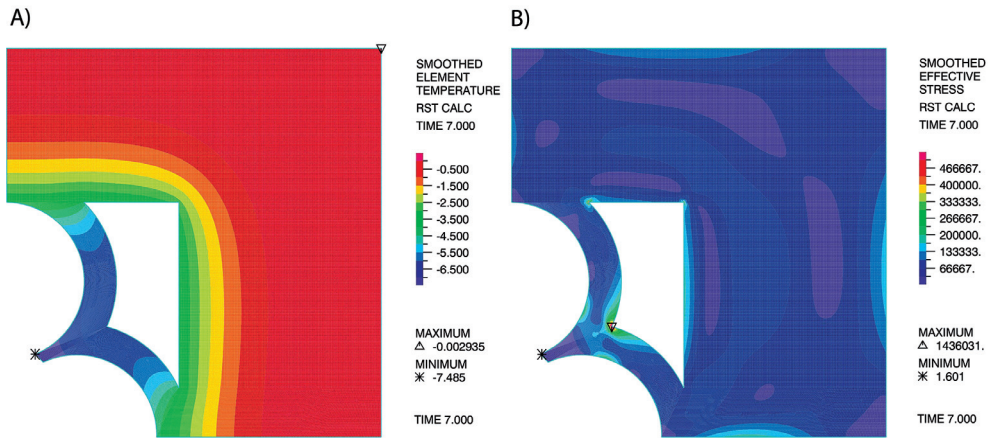 A)
SMOOTHED
ELEMENT
TEMPERATURE
RST CALC
TIME 7.000
-0.500
-1.500
-2.500
-3.500
-4.500
-5.500
-6.500
MAXIMUM
-0.002935
MINIMUM
-7.485
TIME 7.000
B)
SMOOTHED
EFFECTIVE
STRESS
RST CALC
TIME 7.000
466667.
400000.
333333.
266667.
200000.
133333.
66667.
MAXIMUM
1436031.
MINIMUM
1.601
TIME 7.000